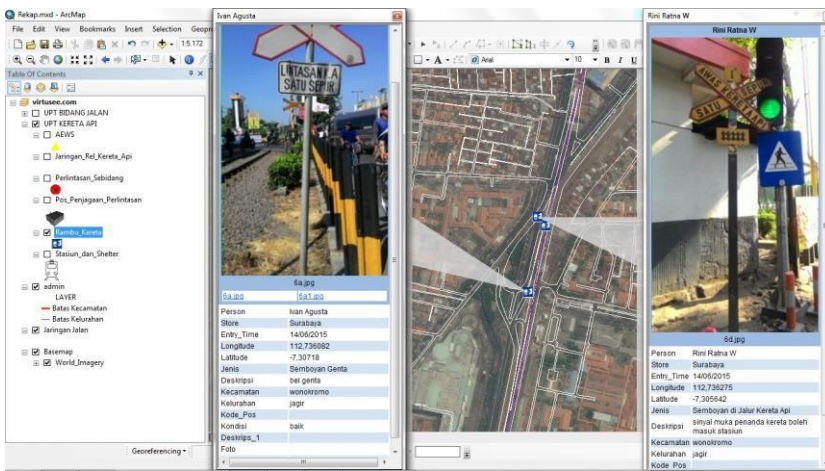 Rekap.mxd - ArcMap
File Edit View Bookmarks Insert Selection Geopro
1:5.172
Table Of Contents
virtusee.com
UPT BIDANG JALAN
UPT KERETA API
AEWS
Jaringan_Rel_Kereta_Api
Perlintasan_Sebidang
Pos_Penjagaan_Perlintasan
Rambu_Kereta
Stasiun_dan_Shelter
admin
LAYER
Batas Kecamatan
Batas Kelurahan
Jaringan Jalan
Basemap
World_Imagery
Georeferencing
Ivan Agusta
LINTASAN KA
SATU SEPUR
6a.jpg
6a.jpg 6a1.jpg
Person Ivan Agusta
Store Surabaya
Entry_Time 14/06/2015
Longitude 112,736082
Latitude -7,30718
Jenis Semboyan Genta
Deskripsi bel genta
Kecamatan wonokromo
Kelurahan jagir
Kode_Pos
Kondisi baik
Deskrips_1
Foto
A Arial 10 B I U
Rini Ratna W
Rini Ratna W
AWAS KERETA API
SATU SEPUR
6d.jpg
Person Rini Ratna W
Store Surabaya
Entry_Time 14/06/2015
Longitude 112,736275
Latitude -7,305642
Jenis Semboyan di Jalur Kereta Api
Deskripsi sinyal muka penanda kereta boleh
masuk stasiun
Kecamatan wonokromo
Kelurahan jagir
Kode_Pos